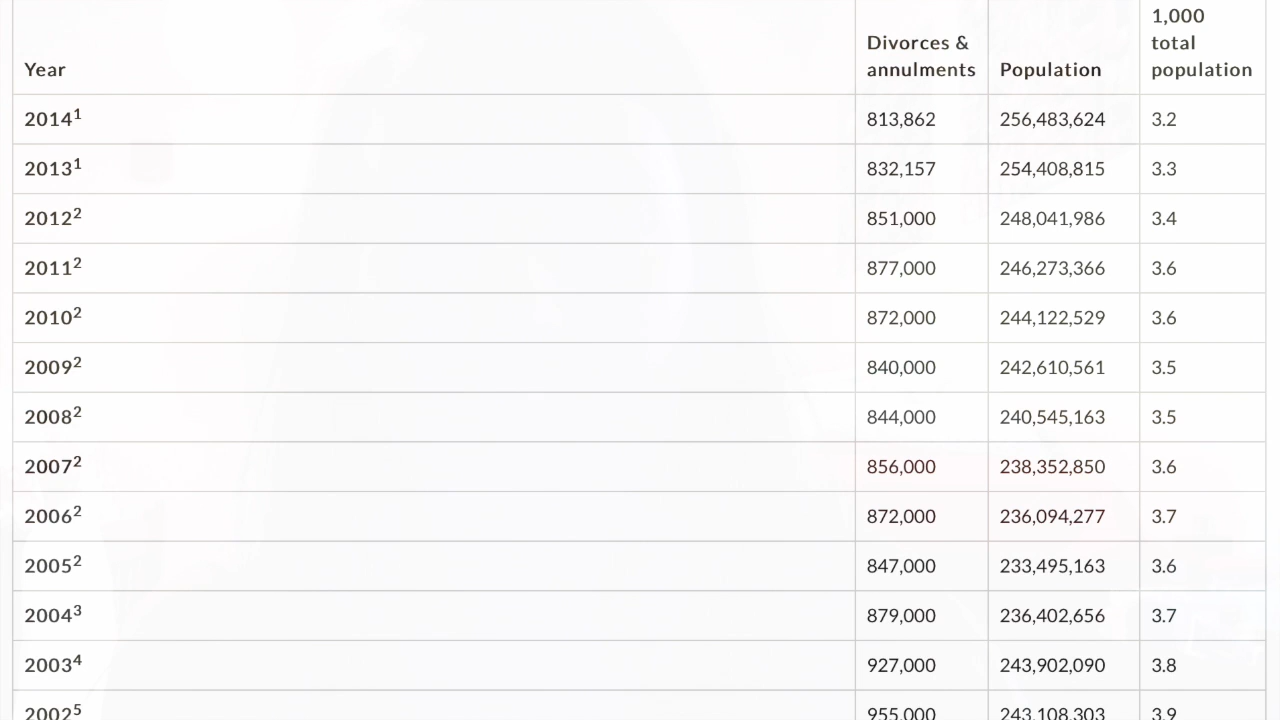 Year Divorces & annulments Population 1,000 total population
2014¹ 813,862 256,483,624 3.2
2013¹ 832,157 254,408,815 3.3
2012² 851,000 248,041,986 3.4
2011² 877,000 246,273,366 3.6
2010² 872,000 244,122,529 3.6
2009² 840,000 242,610,561 3.5
2008² 844,000 240,545,163 3.5
2007² 856,000 238,352,850 3.6
2006² 872,000 236,094,277 3.7
2005² 847,000 233,495,163 3.6
2004³ 879,000 236,402,656 3.7
2003⁴ 927,000 243,902,090 3.8
2002⁵ 955,000 243,108,303 3.9